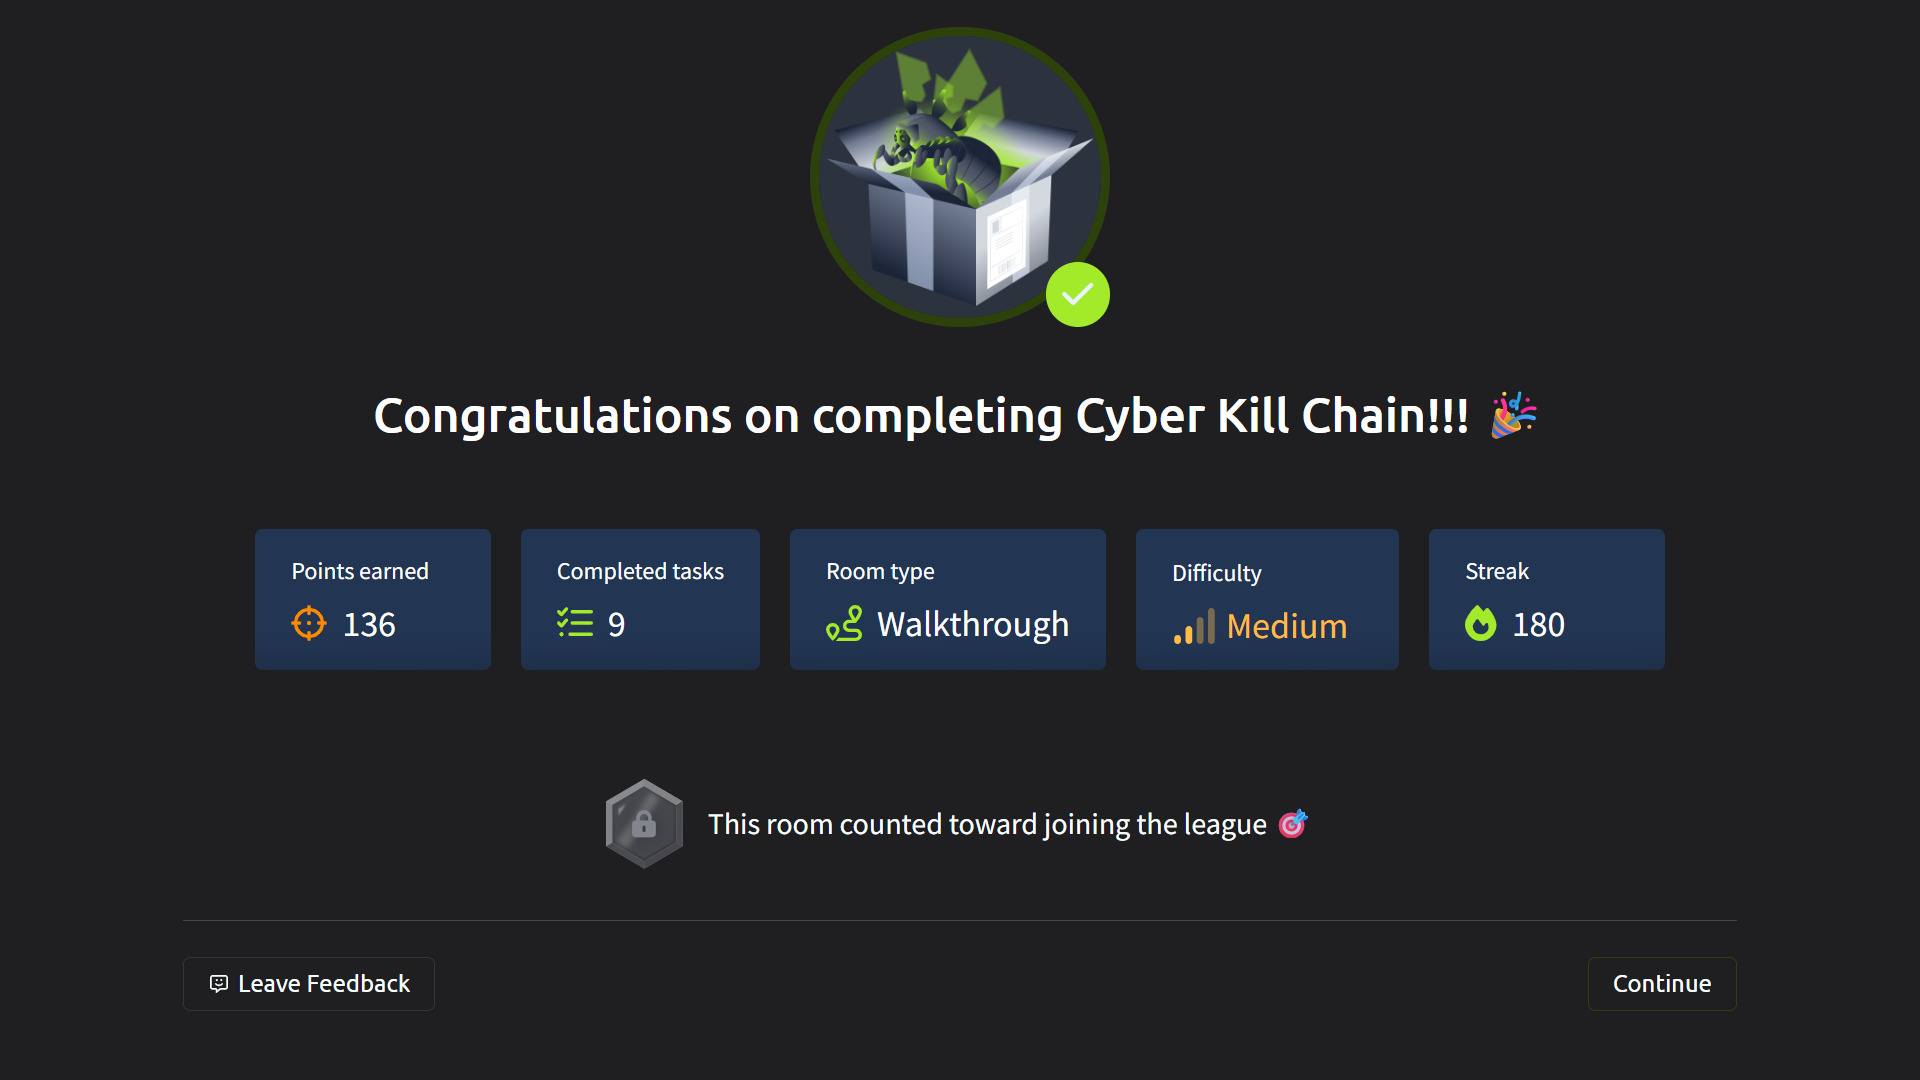 Congratulations on completing Cyber Kill Chain!!! 🎉
Points earned
136
Completed tasks
9
Room type
Walkthrough
Difficulty
Medium
Streak
180
This room counted toward joining the league 🎯
Leave Feedback
Continue